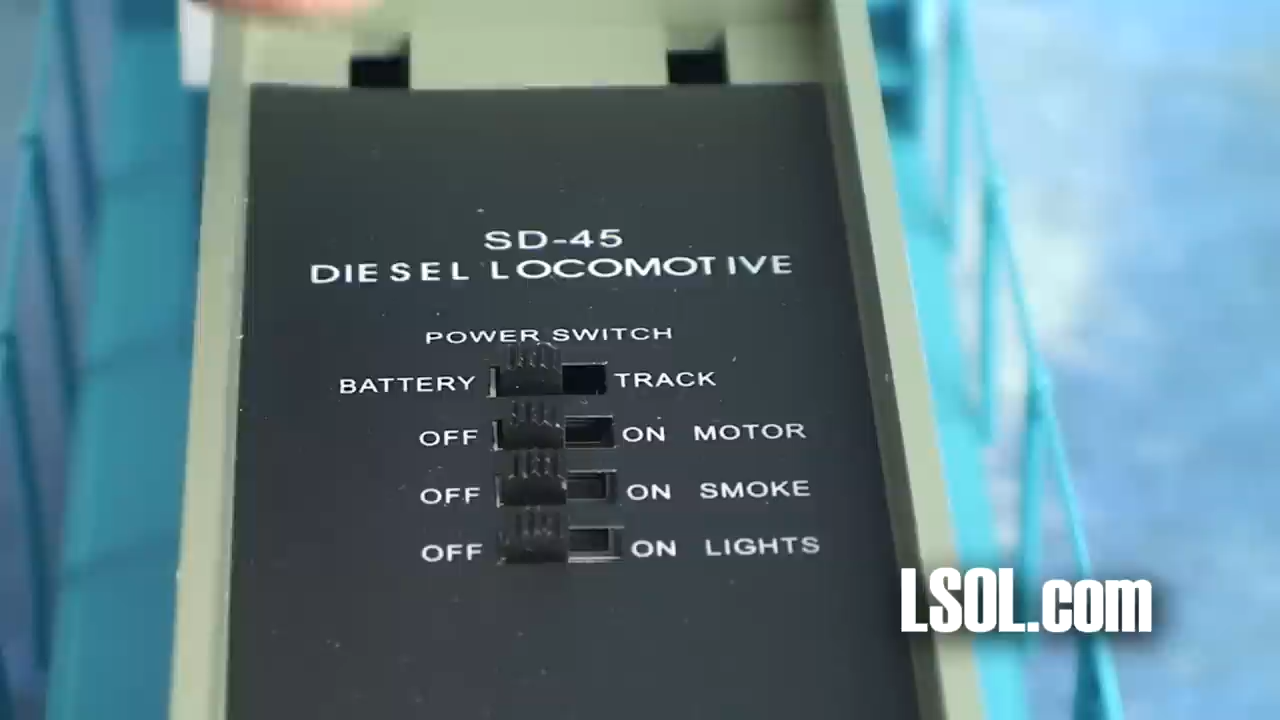 SD-45
DIESEL LOCOMOTIVE
POWER SWITCH
BATTERY TRACK
OFF ON MOTOR
OFF ON SMOKE
OFF ON LIGHTS
LSOL.com